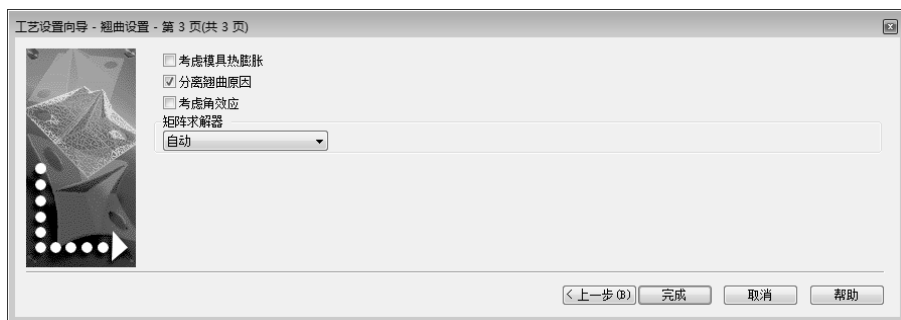 工艺设置向导 - 翘曲设置 - 第 3 页(共 3 页)
考虑模具热膨胀
分离翘曲原因
考虑角效应
矩阵求解器
自动
< 上一步(B) 完成 取消 帮助